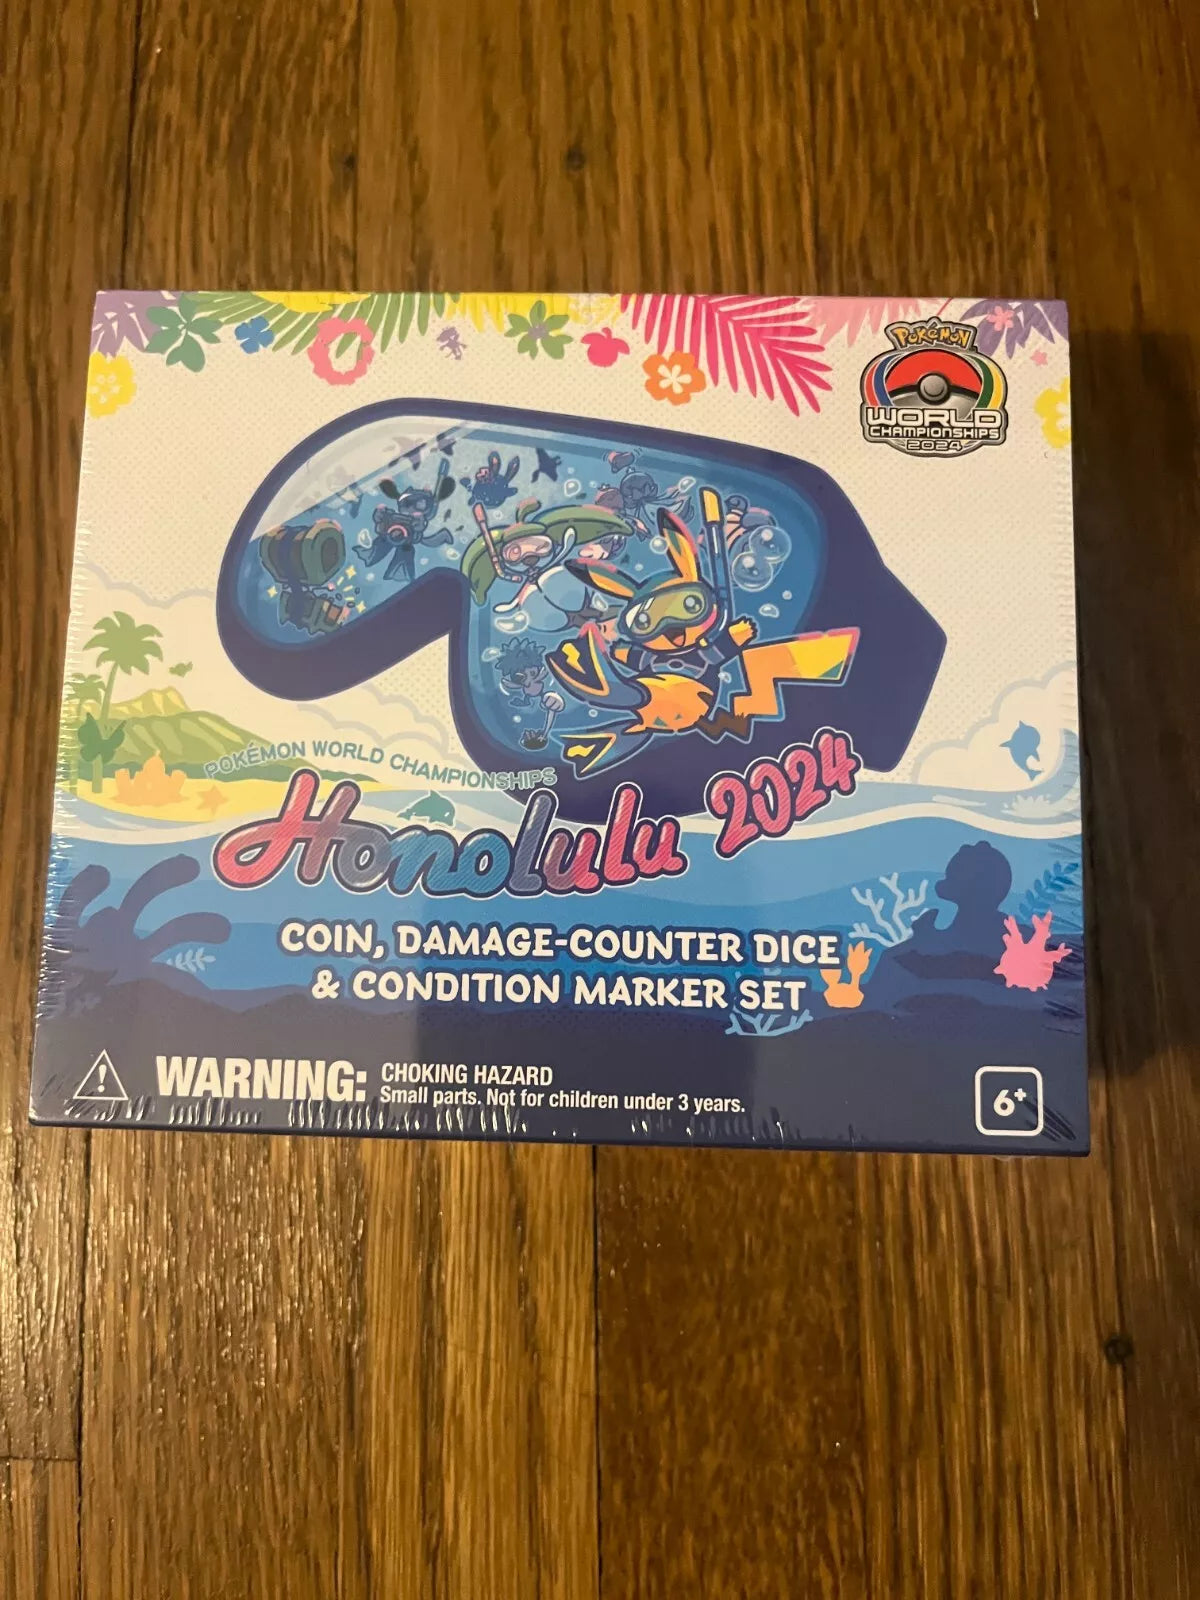 POKÉMON
WORLD
CHAMPIONSHIPS
2024
POKÉMON WORLD CHAMPIONSHIPS
Honolulu 2024
COIN, DAMAGE-COUNTER DICE
& CONDITION MARKER SET
WARNING: CHOKING HAZARD
Small parts. Not for children under 3 years.
6+